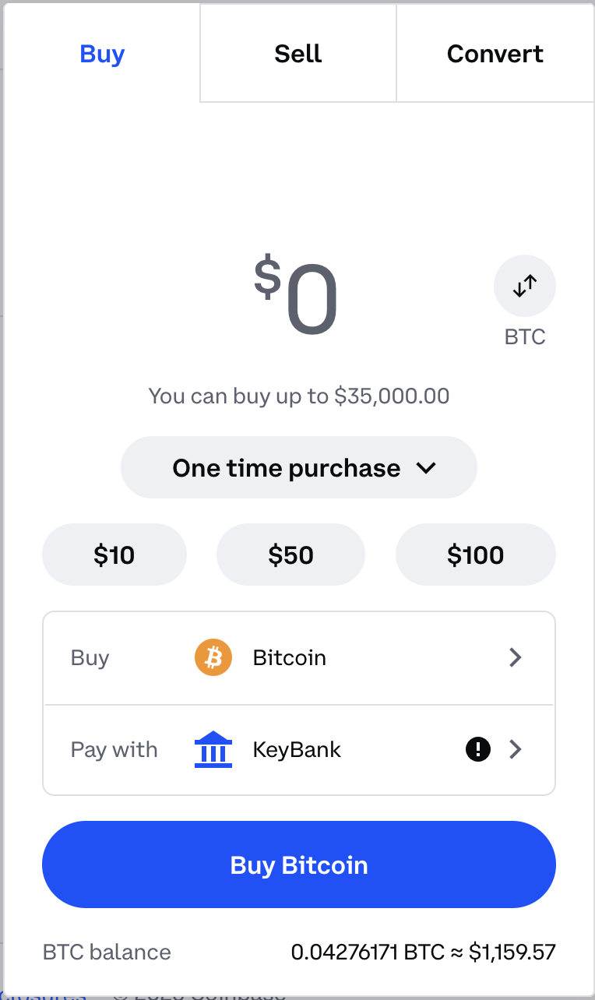 Buy Sell Convert
$0
BTC
You can buy up to $35,000.00
One time purchase
$10 $50 $100
Buy Bitcoin
Pay with KeyBank
Buy Bitcoin
BTC balance 0.04276171 BTC ≈ $1,159.57
Coinbase